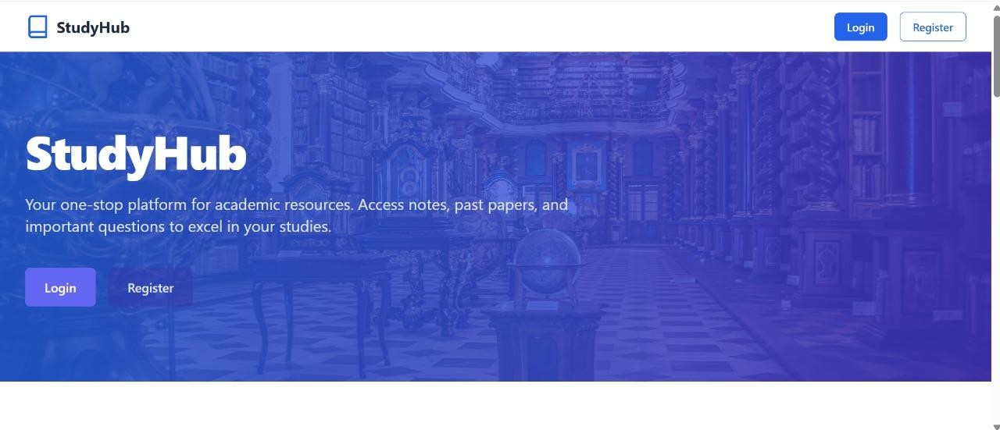 StudyHub
Login
Register
StudyHub
Your one-stop platform for academic resources. Access notes, past papers, and
important questions to excel in your studies.
Login
Register